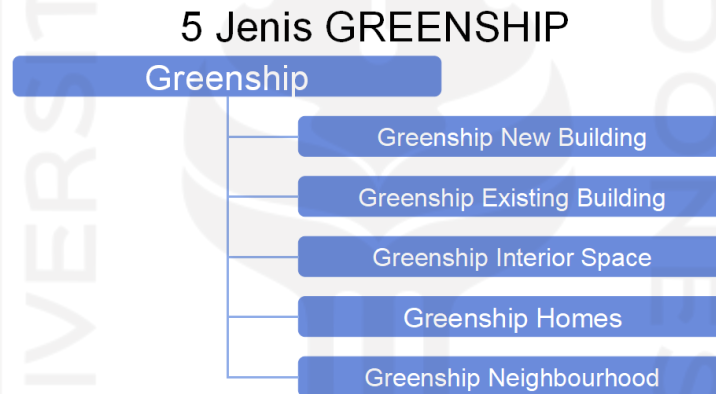 5 Jenis GREENSHIP
Greenship
Greenship New Building
Greenship Existing Building
Greenship Interior Space
Greenship Homes
Greenship Neighbourhood